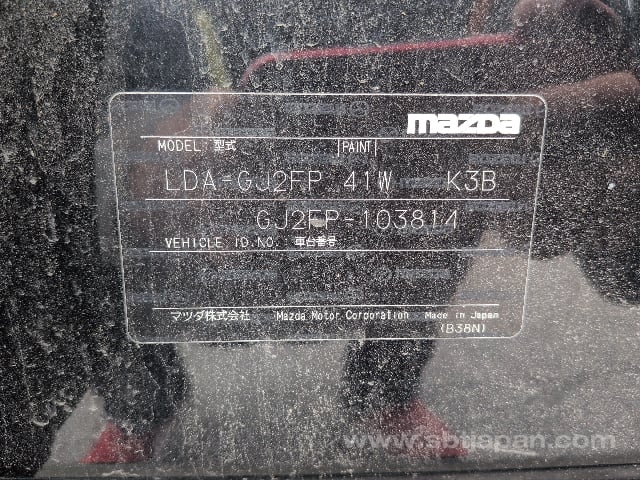 mazda
MODEL 型式 PAINT
LDA-GJ2FP 41W K3B
GJ2FP-103814
VEHICLE ID.NO. 車台番号
マツダ株式会社 Mazda Motor Corporation Made in Japan
(B38N)
www.sbtjapan.com